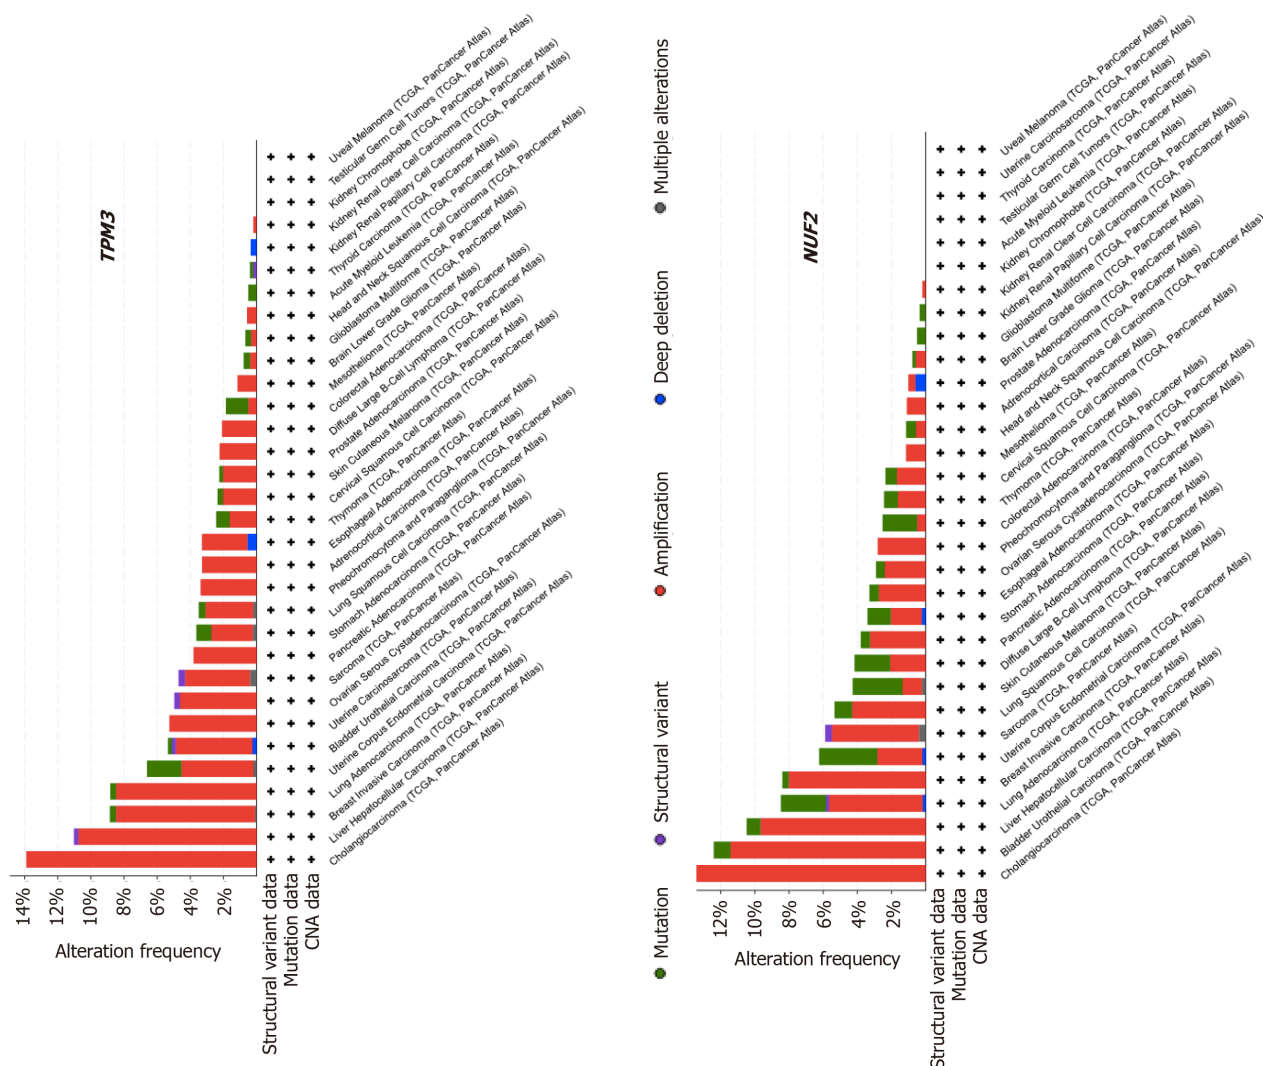 TPM3
Uveal Melanoma (TCGA, PanCancer Atlas)
Testicular Germ Cell Tumors (TCGA, PanCancer Atlas)
Kidney Chromophobe (TCGA, PanCancer Atlas)
Kidney Renal Clear Cell Carcinoma (TCGA, PanCancer Atlas)
Kidney Renal Papillary Cell Carcinoma (TCGA, PanCancer Atlas)
Thyroid Carcinoma (TCGA, PanCancer Atlas)
Acute Myeloid Leukemia (TCGA, PanCancer Atlas)
Head and Neck Squamous Cell Carcinoma (TCGA, PanCancer Atlas)
Glioblastoma Multiforme (TCGA, PanCancer Atlas)
Brain Lower Grade Glioma (TCGA, PanCancer Atlas)
Mesothelioma (TCGA, PanCancer Atlas)
Colorectal Adenocarcinoma (TCGA, PanCancer Atlas)
Diffuse Large B-Cell Lymphoma (TCGA, PanCancer Atlas)
Prostate Adenocarcinoma (TCGA, PanCancer Atlas)
Skin Cutaneous Melanoma (TCGA, PanCancer Atlas)
Cervical Squamous Cell Carcinoma (TCGA, PanCancer Atlas)
Thymoma (TCGA, PanCancer Atlas)
Esophageal Adenocarcinoma (TCGA, PanCancer Atlas)
Adrenocortical Carcinoma (TCGA, PanCancer Atlas)
Pheochromocytoma and Paraganglioma (TCGA, PanCancer Atlas)
Lung Squamous Cell Carcinoma (TCGA, PanCancer Atlas)
Stomach Adenocarcinoma (TCGA, PanCancer Atlas)
Pancreatic Adenocarcinoma (TCGA, PanCancer Atlas)
Sarcoma (TCGA, PanCancer Atlas)
Ovarian Serous Cystadenocarcinoma (TCGA, PanCancer Atlas)
Uterine Carcinosarcoma (TCGA, PanCancer Atlas)
Bladder Urothelial Carcinoma (TCGA, PanCancer Atlas)
Uterine Corpus Endometrial Carcinoma (TCGA, PanCancer Atlas)
Lung Adenocarcinoma (TCGA, PanCancer Atlas)
Breast Invasive Carcinoma (TCGA, PanCancer Atlas)
Liver Hepatocellular Carcinoma (TCGA, PanCancer Atlas)
Cholangiocarcinoma (TCGA, PanCancer Atlas)
14% 12% 10% 8% 6% 4% 2%
Alteration frequency
Structural variant data
Mutation data
CNA data
Mutation
Structural variant
Amplification
Deep deletion
Multiple alterations
NUF2
Uveal Melanoma (TCGA, PanCancer Atlas)
Uterine Carcinosarcoma (TCGA, PanCancer Atlas)
Thyroid Carcinoma (TCGA, PanCancer Atlas)
Testicular Germ Cell Tumors (TCGA, PanCancer Atlas)
Acute Myeloid Leukemia (TCGA, PanCancer Atlas)
Kidney Chromophobe (TCGA, PanCancer Atlas)
Kidney Renal Clear Cell Carcinoma (TCGA, PanCancer Atlas)
Kidney Renal Papillary Cell Carcinoma (TCGA, PanCancer Atlas)
Glioblastoma Multiforme (TCGA, PanCancer Atlas)
Brain Lower Grade Glioma (TCGA, PanCancer Atlas)
Prostate Adenocarcinoma (TCGA, PanCancer Atlas)
Adrenocortical Carcinoma (TCGA, PanCancer Atlas)
Head and Neck Squamous Cell Carcinoma (TCGA, PanCancer Atlas)
Mesothelioma (TCGA, PanCancer Atlas)
Cervical Squamous Cell Carcinoma (TCGA, PanCancer Atlas)
Thymoma (TCGA, PanCancer Atlas)
Colorectal Adenocarcinoma (TCGA, PanCancer Atlas)
Pheochromocytoma and Paraganglioma (TCGA, PanCancer Atlas)
Ovarian Serous Cystadenocarcinoma (TCGA, PanCancer Atlas)
Esophageal Adenocarcinoma (TCGA, PanCancer Atlas)
Stomach Adenocarcinoma (TCGA, PanCancer Atlas)
Pancreatic Adenocarcinoma (TCGA, PanCancer Atlas)
Diffuse Large B-Cell Lymphoma (TCGA, PanCancer Atlas)
Skin Cutaneous Melanoma (TCGA, PanCancer Atlas)
Lung Squamous Cell Carcinoma (TCGA, PanCancer Atlas)
Sarcoma (TCGA, PanCancer Atlas)
Uterine Corpus Endometrial Carcinoma (TCGA, PanCancer Atlas)
Breast Invasive Carcinoma (TCGA, PanCancer Atlas)
Lung Adenocarcinoma (TCGA, PanCancer Atlas)
Liver Hepatocellular Carcinoma (TCGA, PanCancer Atlas)
Bladder Urothelial Carcinoma (TCGA, PanCancer Atlas)
Cholangiocarcinoma (TCGA, PanCancer Atlas)
12% 10% 8% 6% 4% 2%
Alteration frequency
Structural variant data
Mutation data
CNA data